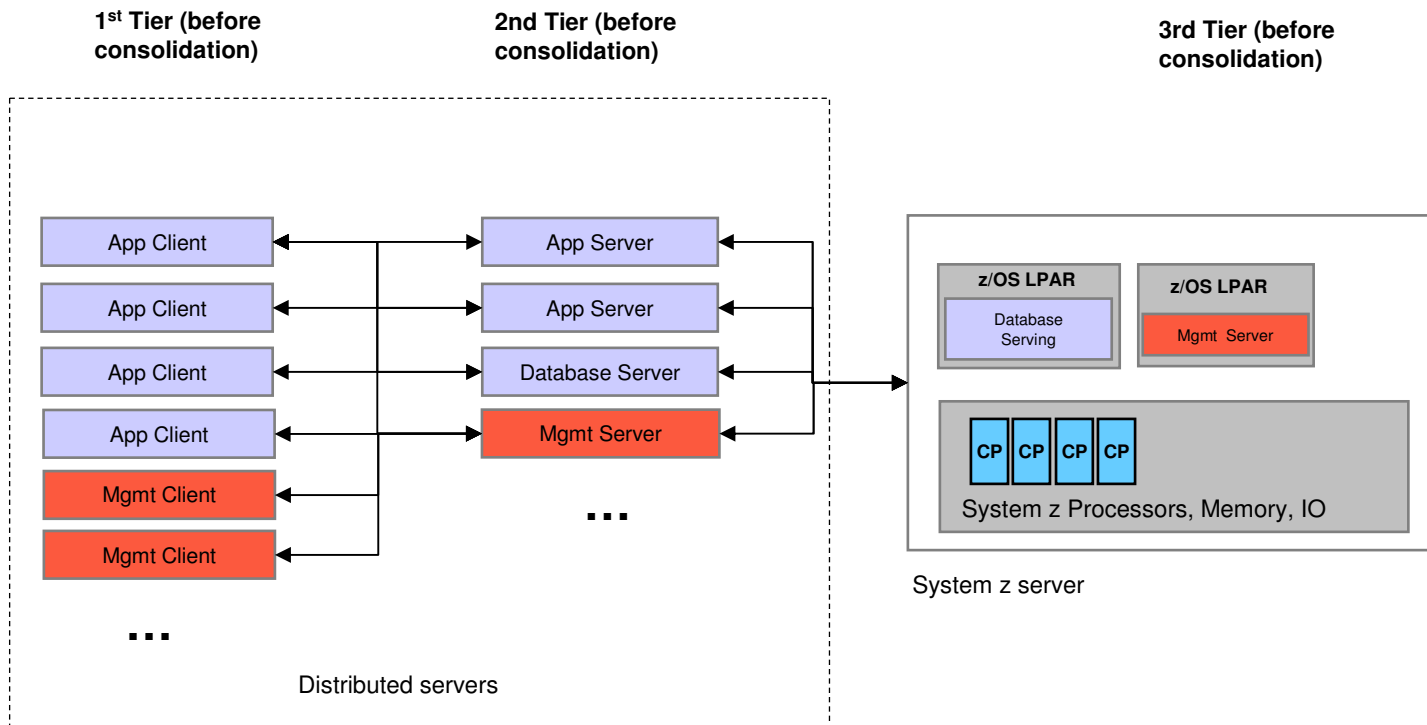 1st Tier (before
consolidation)
2nd Tier (before
consolidation)
3rd Tier (before
consolidation)
App Client
App Client
App Client
App Client
Mgmt Client
Mgmt Client
...
App Server
App Server
Database Server
Mgmt Server
...
Distributed servers
z/OS LPAR
Database
Serving
z/OS LPAR
Mgmt Server
CP CP CP CP
System z Processors, Memory, IO
System z server